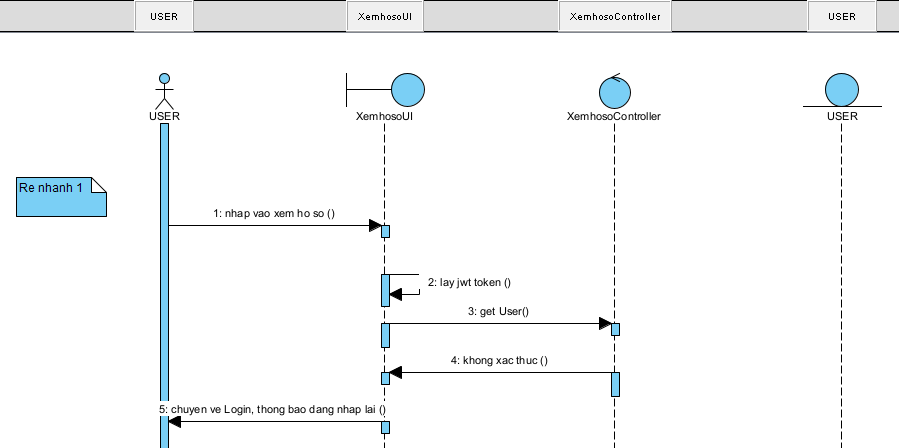 USER
XemhosoUI
XemhosoController
USER
USER
XemhosoUI
XemhosoController
USER
Re nhanh 1
1: nhap vao xem ho so ()
2: lay jwt token ()
3: get User()
4: khong xac thuc ()
5: chuyen ve Login, thong bao dang nhap lai ()